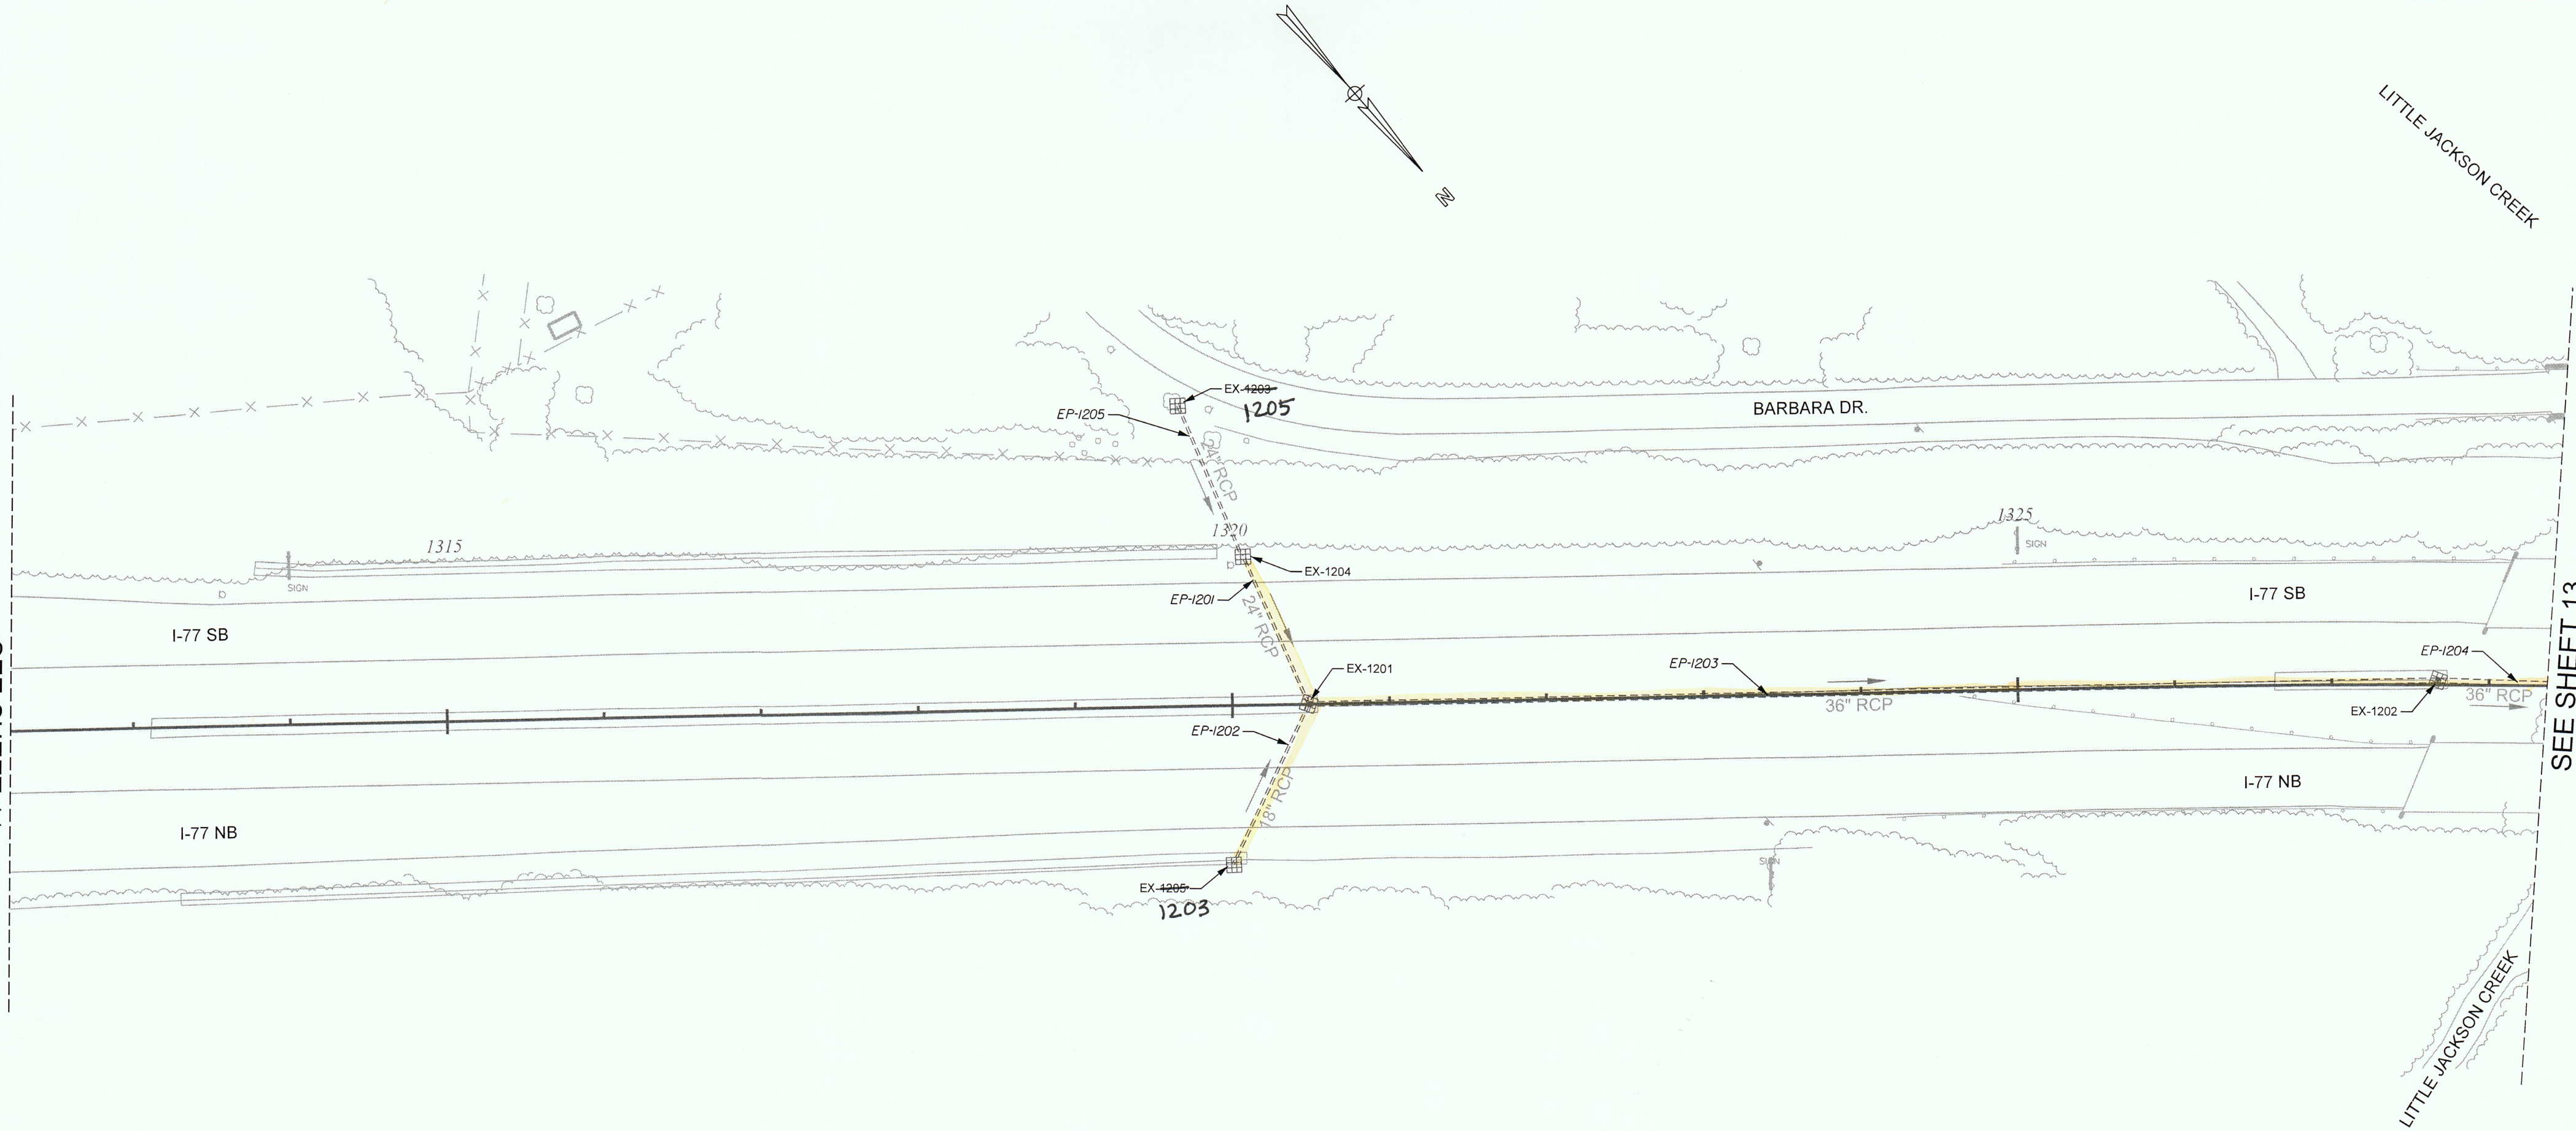 N
LITTLE JACKSON CREEK
EX-1203
1205
EP-1205
24" RCP
BARBARA DR.
1315
1320
1325
SIGN
SIGN
EX-1204
EP-1201
24" RCP
I-77 SB
I-77 SB
EX-1201
EP-1203
EP-1204
36" RCP
36" RCP
EX-1202
EP-1202
18" RCP
I-77 NB
I-77 NB
SIGN
EX-1205
1203
SEE SHEET 13
LITTLE JACKSON CREEK